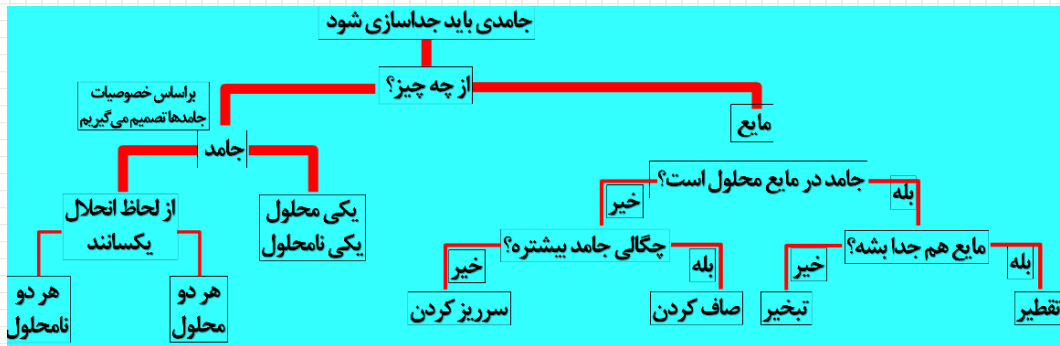 جامدی باید جداسازی شود
از چه چیز؟
براساس خصوصیات
جامدها تصمیم می‌گیریم
مایع
جامد
جامد در مایع محلول است؟
بله
خیر
از لحاظ انحلال
یکسانند
یکی محلول
یکی نامحلول
چگالی جامد بیشتره؟
مایع هم جدا بشه؟
بله
خیر
بله
خیر
هر دو
نامحلول
هر دو
محلول
سرریز کردن
صاف کردن
تبخیر
تقطیر